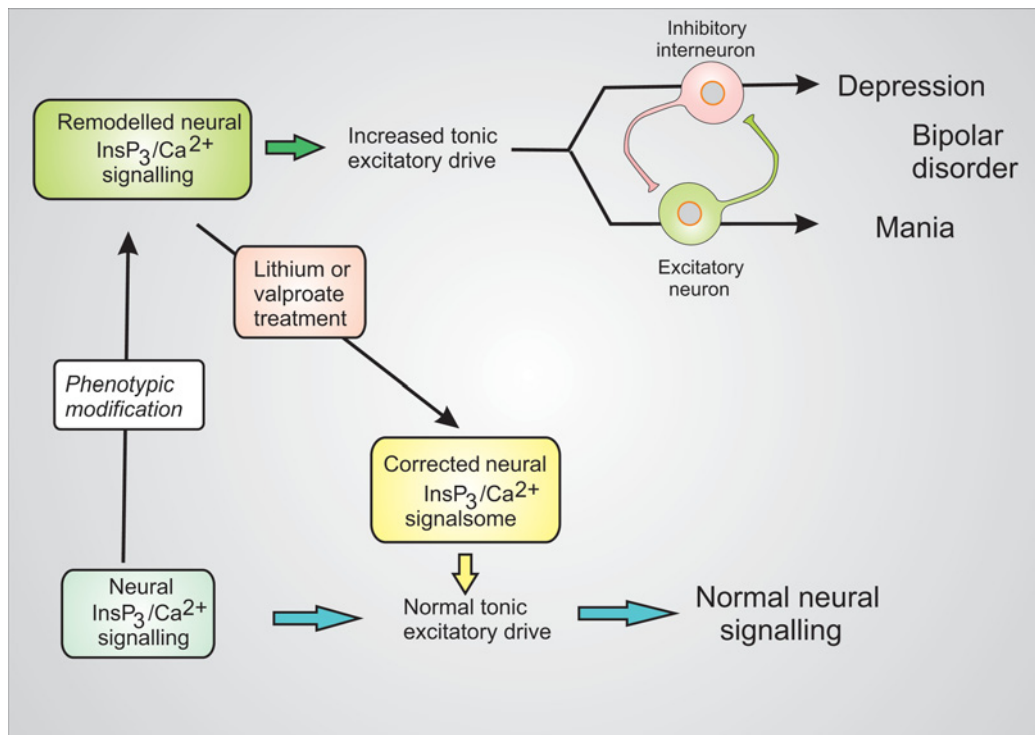 Inhibitory
interneuron
Depression
Bipolar
disorder
Mania
Excitatory
neuron
Remodelled neural
InsP3/Ca2+
signalling
Increased tonic
excitatory drive
Lithium or
valproate
treatment
Phenotypic
modification
Corrected neural
InsP3/Ca2+
signalsome
Neural
InsP3/Ca2+
signalling
Normal tonic
excitatory drive
Normal neural
signalling